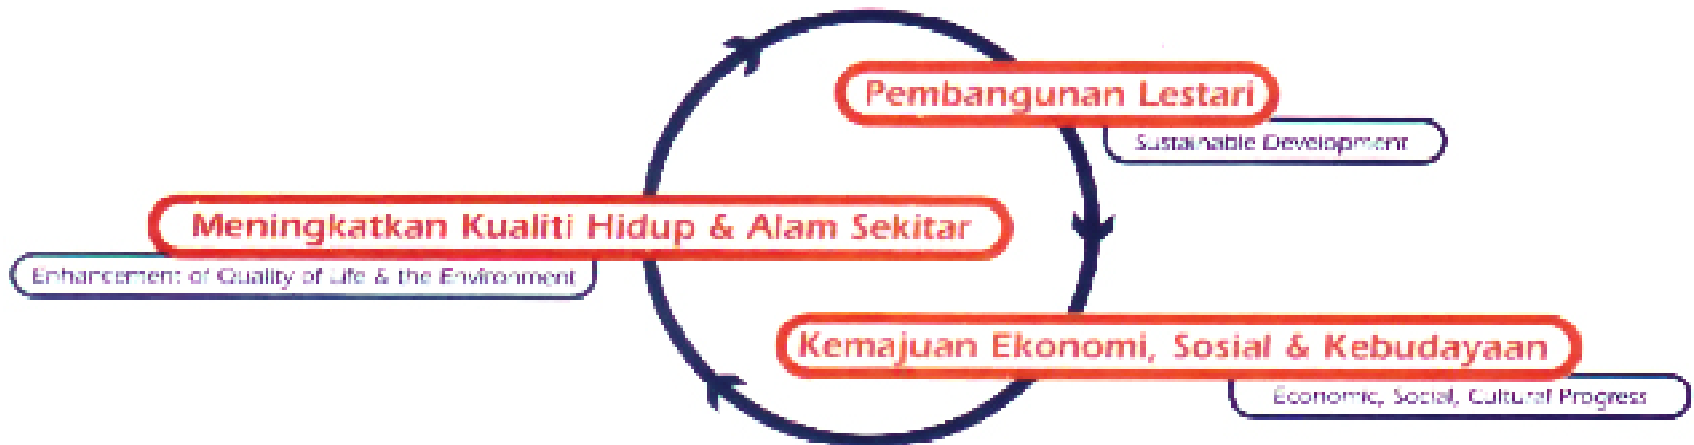 Pembangunan Lestari
Sustainable Development
Meningkatkan Kualiti Hidup & Alam Sekitar
Enhancement of Quality of Life & the Environment
Kemajuan Ekonomi, Sosial & Kebudayaan
Economic, Social, Cultural Progress